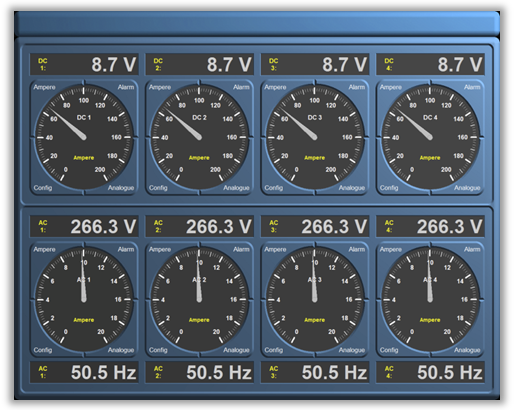 DC 1: 8.7 V DC 2: 8.7 V DC 3: 8.7 V DC 4: 8.7 V
Ampere Alarm Ampere Alarm Ampere Alarm Ampere Alarm
0 20 40 60 80 100 120 140 160 180 200
DC 1
Ampere
0 20 40 60 80 100 120 140 160 180 200
DC 2
Ampere
0 20 40 60 80 100 120 140 160 180 200
DC 3
Ampere
0 20 40 60 80 100 120 140 160 180 200
DC 4
Ampere
Config Analogue Config Analogue Config Analogue Config Analogue
AC 1: 266.3 V AC 2: 266.3 V AC 3: 266.3 V AC 4: 266.3 V
Ampere Alarm Ampere Alarm Ampere Alarm Ampere Alarm
0 2 4 6 8 10 12 14 16 18 20
AC 1
Ampere
0 2 4 6 8 10 12 14 16 18 20
AC 2
Ampere
0 2 4 6 8 10 12 14 16 18 20
AC 3
Ampere
0 2 4 6 8 10 12 14 16 18 20
AC 4
Ampere
Config Analogue Config Analogue Config Analogue Config Analogue
AC 1: 50.5 Hz AC 2: 50.5 Hz AC 3: 50.5 Hz AC 4: 50.5 Hz